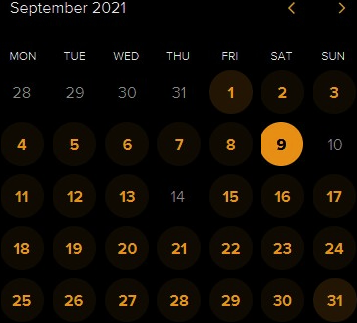 September 2021
MON TUE WED THU FRI SAT SUN
28 29 30 31 1 2 3
4 5 6 7 8 9 10
11 12 13 14 15 16 17
18 19 20 21 22 23 24
25 26 27 28 29 30 31